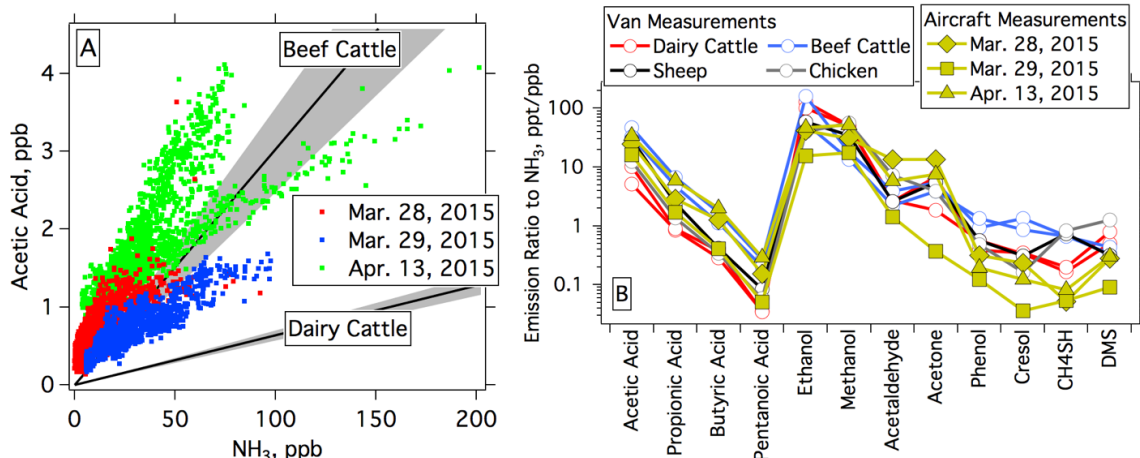 A
Beef Cattle
Mar. 28, 2015
Mar. 29, 2015
Apr. 13, 2015
Dairy Cattle
Acetic Acid, ppb
4
3
2
1
0
0
50
100
150
200
NH₃, ppb
Van Measurements
Dairy Cattle Beef Cattle
Sheep Chicken
Aircraft Measurements
Mar. 28, 2015
Mar. 29, 2015
Apr. 13, 2015
Emission Ratio to NH₃, ppt/ppb
100
10
1
0.1
B
Acetic Acid
Propionic Acid
Butyric Acid
Pentanoic Acid
Ethanol
Methanol
Acetaldehyde
Acetone
Phenol
Cresol
CH4SH
DMS